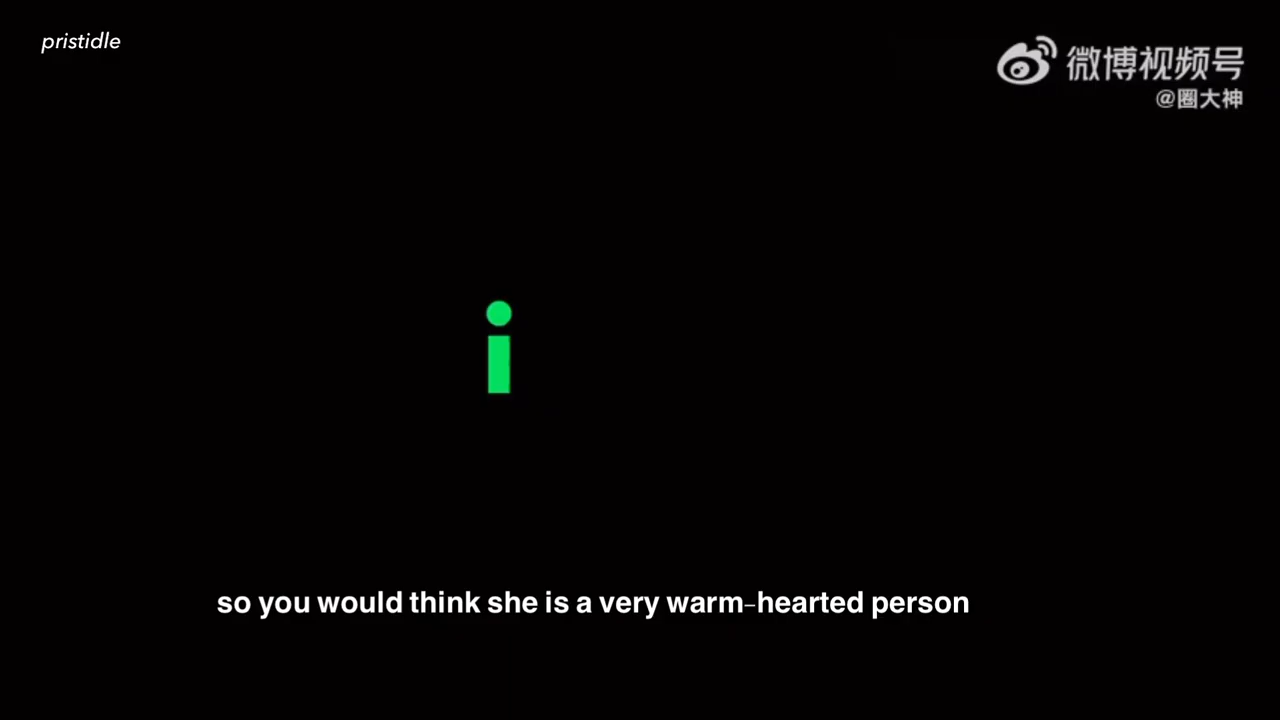 pristidle
微博视频号
@圈大神
i
so you would think she is a very warm-hearted person